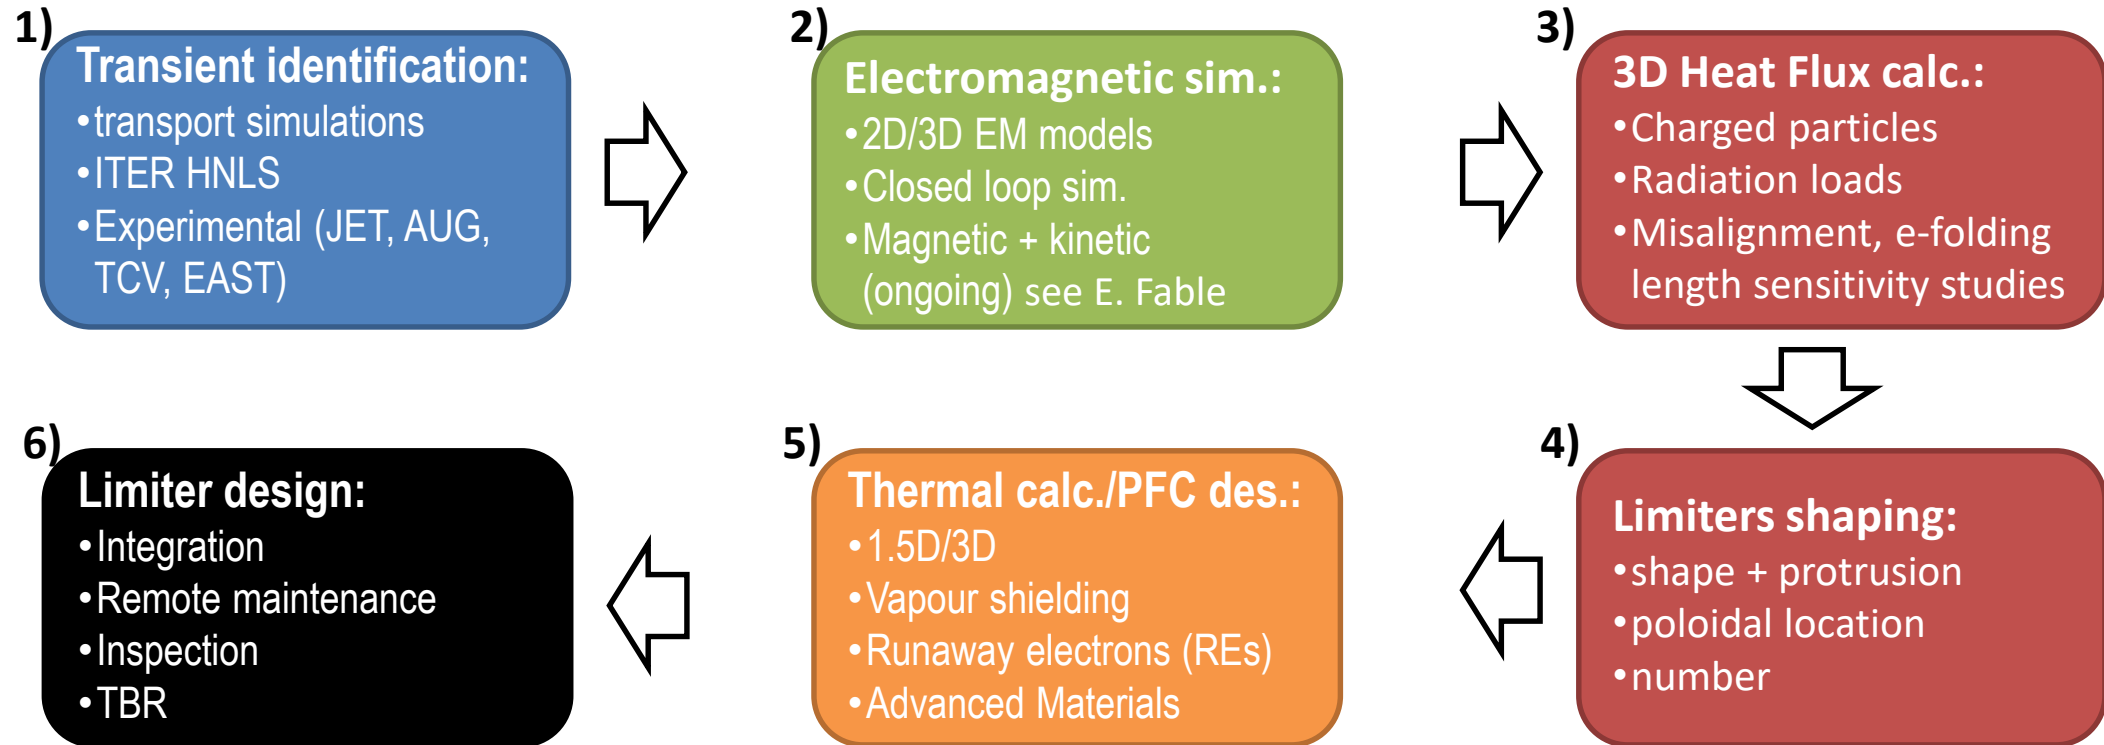 1)
Transient identification:
•transport simulations
•ITER HNLS
•Experimental (JET, AUG,
TCV, EAST)
2)
Electromagnetic sim.:
•2D/3D EM models
•Closed loop sim.
•Magnetic + kinetic
(ongoing) see E. Fable
3)
3D Heat Flux calc.:
•Charged particles
•Radiation loads
•Misalignment, e-folding
length sensitivity studies
4)
Limiters shaping:
•shape + protrusion
•poloidal location
•number
5)
Thermal calc./PFC des.:
•1.5D/3D
•Vapour shielding
•Runaway electrons (REs)
•Advanced Materials
6)
Limiter design:
•Integration
•Remote maintenance
•Inspection
•TBR